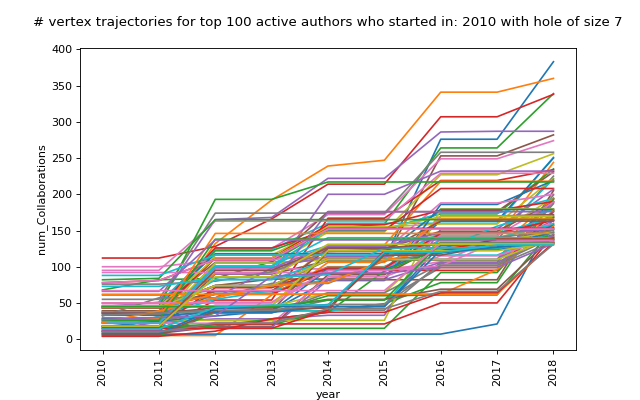 # vertex trajectories for top 100 active authors who started in: 2010 with hole of size 7
400
350
300
250
200
150
100
50
0
num_Collaborations
2010 2011 2012 2013 2014 2015 2016 2017 2018
year